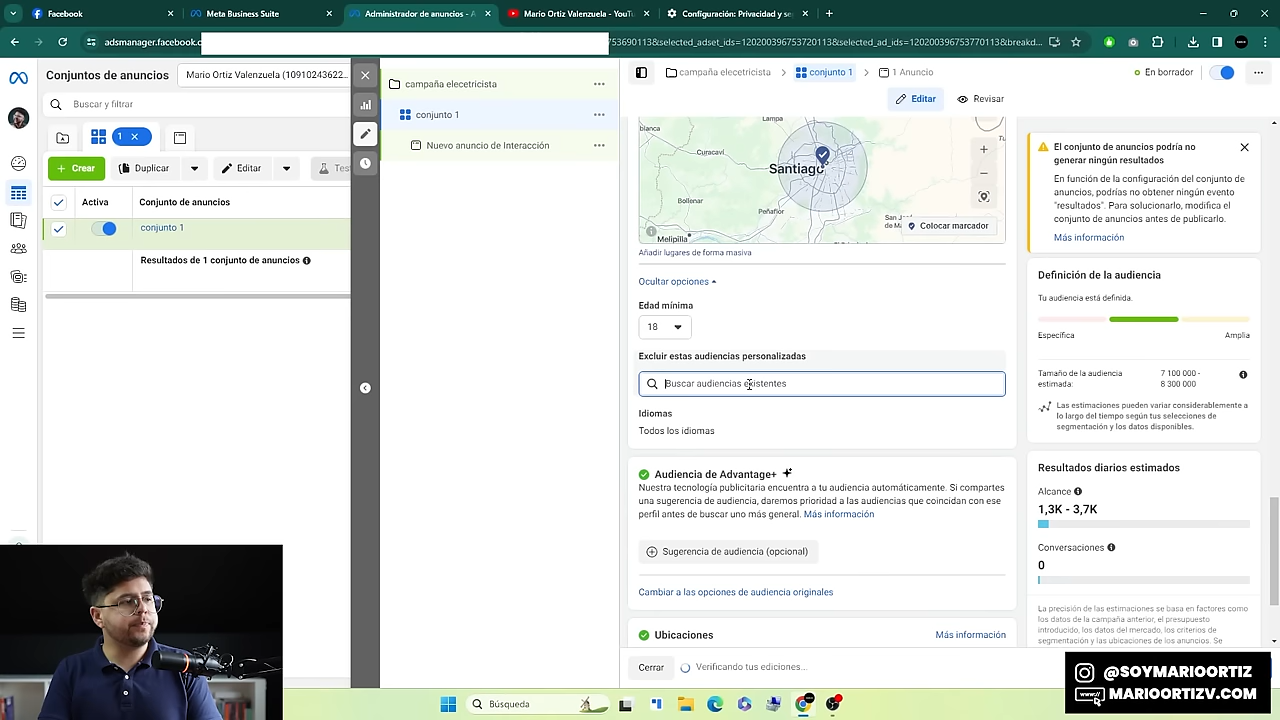 Facebook
Meta Business Suite
Administrador de anuncios - A
Mario Ortiz Valenzuela - YouTu
Configuración: Privacidad y se
adsmanager.facebook.c
753690113&selected_adset_ids=120200396753720113&selected_ad_ids=120200396753770113&breakd...
Conjuntos de anuncios
Mario Ortiz Valenzuela (10910243622...
Buscar y filtrar
1
+ Crear
Duplicar
Editar
Activa
Conjunto de anuncios
conjunto 1
Resultados de 1 conjunto de anuncios
campaña elecetricista
conjunto 1
Nuevo anuncio de Interacción
campaña elecetricista
conjunto 1
1 Anuncio
En borrador
Editar
Revisar
Lampa
blanca
Curacaví
Santiago
Bollenar
Peñaflor
Melipilla
Colocar marcador
Añadir lugares de forma masiva
Ocultar opciones
Edad mínima
18
Excluir estas audiencias personalizadas
Buscar audiencias existentes
Idiomas
Todos los idiomas
Audiencia de Advantage+
Nuestra tecnología publicitaria encuentra a tu audiencia automáticamente. Si compartes
una sugerencia de audiencia, daremos prioridad a las audiencias que coincidan con ese
perfil antes de buscar uno más general. Más información
Sugerencia de audiencia (opcional)
Cambiar a las opciones de audiencia originales
Ubicaciones
Más información
Cerrar
Verificando tus ediciones...
El conjunto de anuncios podría no
generar ningún resultados
En función de la configuración del conjunto de
anuncios, podrías no obtener ningún evento
"resultados". Para solucionarlo, modifica el
conjunto de anuncios antes de publicarlo.
Más información
Definición de la audiencia
Tu audiencia está definida.
Específica
Amplia
Tamaño de la audiencia
estimada:
7 100 000 -
8 300 000
Las estimaciones pueden variar considerablemente a
lo largo del tiempo según tus selecciones de
segmentación y los datos disponibles.
Resultados diarios estimados
Alcance
1,3K - 3,7K
Conversaciones
0
La precisión de las estimaciones se basa en factores como
los datos de la campaña anterior, el presupuesto
introducido, los datos del mercado, los criterios de
segmentación y las ubicaciones de los anuncios. Se
@SOYMARIOORTIZ
MARIOORTIZV.COM
Búsqueda